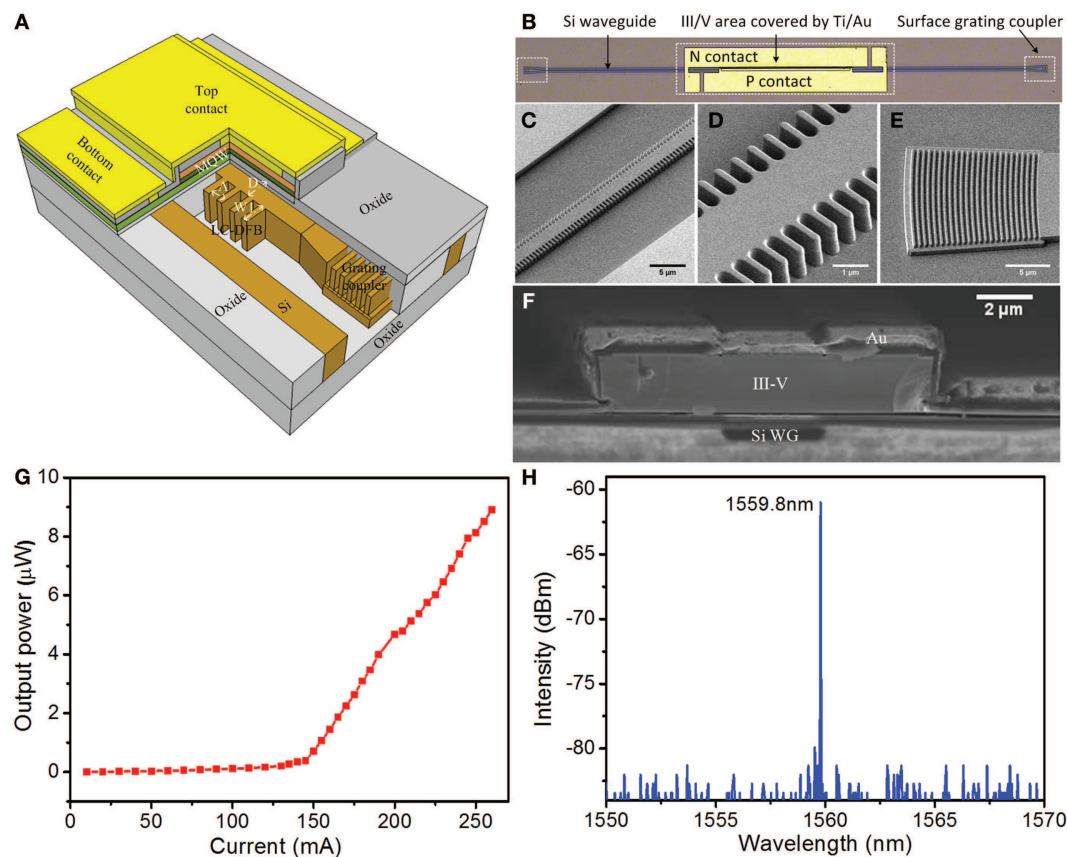 A
Top
contact
Bottom
contact
MQW
Λ
D
W
LC-DFB
Grating
coupler
Oxide
Oxide
Si
Oxide
B
Si waveguide
III/V area covered by Ti/Au
Surface grating coupler
N contact
P contact
C
5 µm
D
1 µm
E
5 µm
F
2 µm
Au
III-V
Si WG
G
Output power (µW)
10
8
6
4
2
0
0
50
100
150
200
250
Current (mA)
H
Intensity (dBm)
-60
-65
-70
-75
-80
1559.8nm
1550
1555
1560
1565
1570
Wavelength (nm)